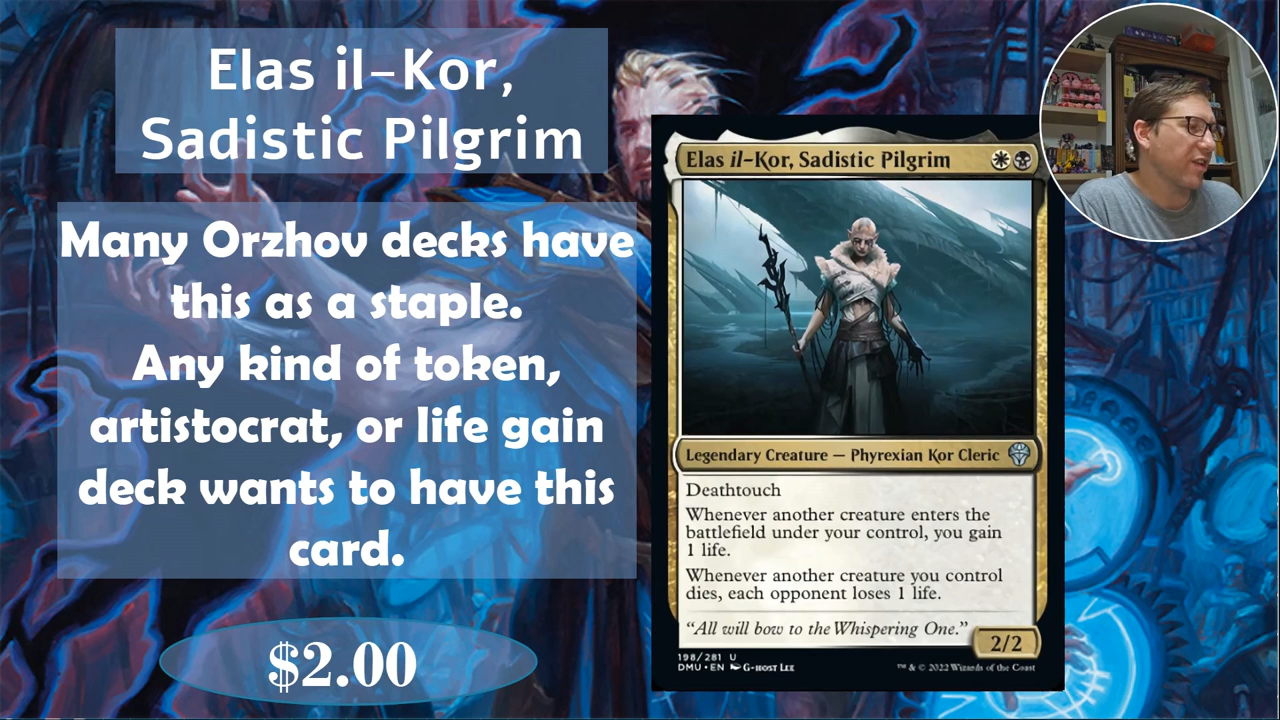 Elas il-Kor,
Sadistic Pilgrim
Many Orzhov decks have
this as a staple.
Any kind of token,
artistocrat, or life gain
deck wants to have this
card.
$2.00
Elas il-Kor, Sadistic Pilgrim
Legendary Creature — Phyrexian Kor Cleric
Deathtouch
Whenever another creature enters the
battlefield under your control, you gain
1 life.
Whenever another creature you control
dies, each opponent loses 1 life.
“All will bow to the Whispering One.”
2/2
198/281 U
DMU • EN G-host Lee
™ & © 2022 Wizards of the Coast